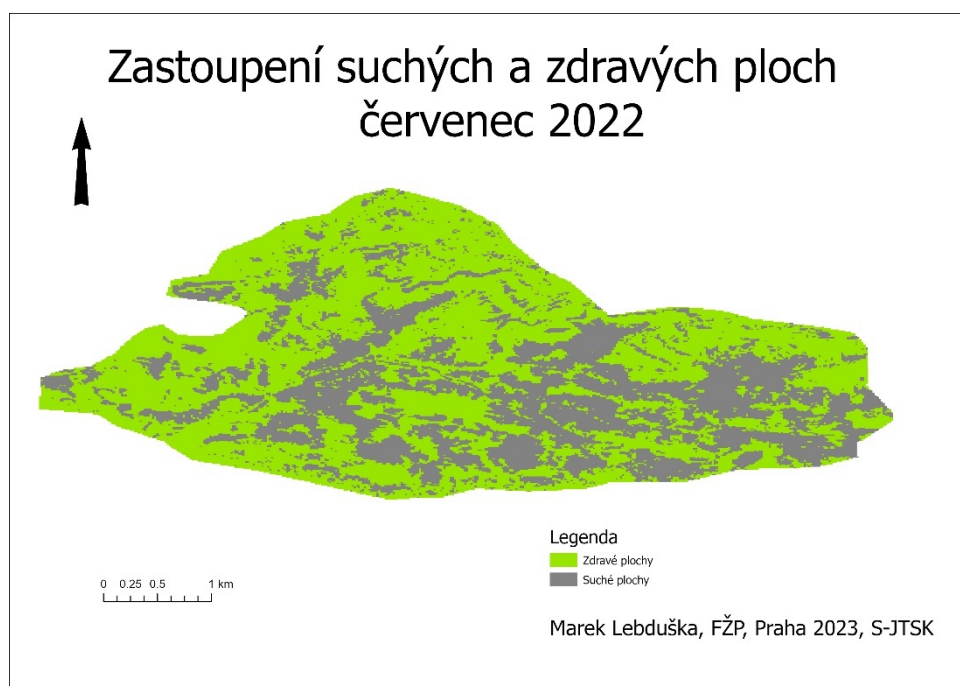 Zastoupení suchých a zdravých ploch
červenec 2022
Legenda
Zdravé plochy
Suché plochy
0 0.25 0.5 1 km
Marek Lebduška, FŽP, Praha 2023, S-JTSK